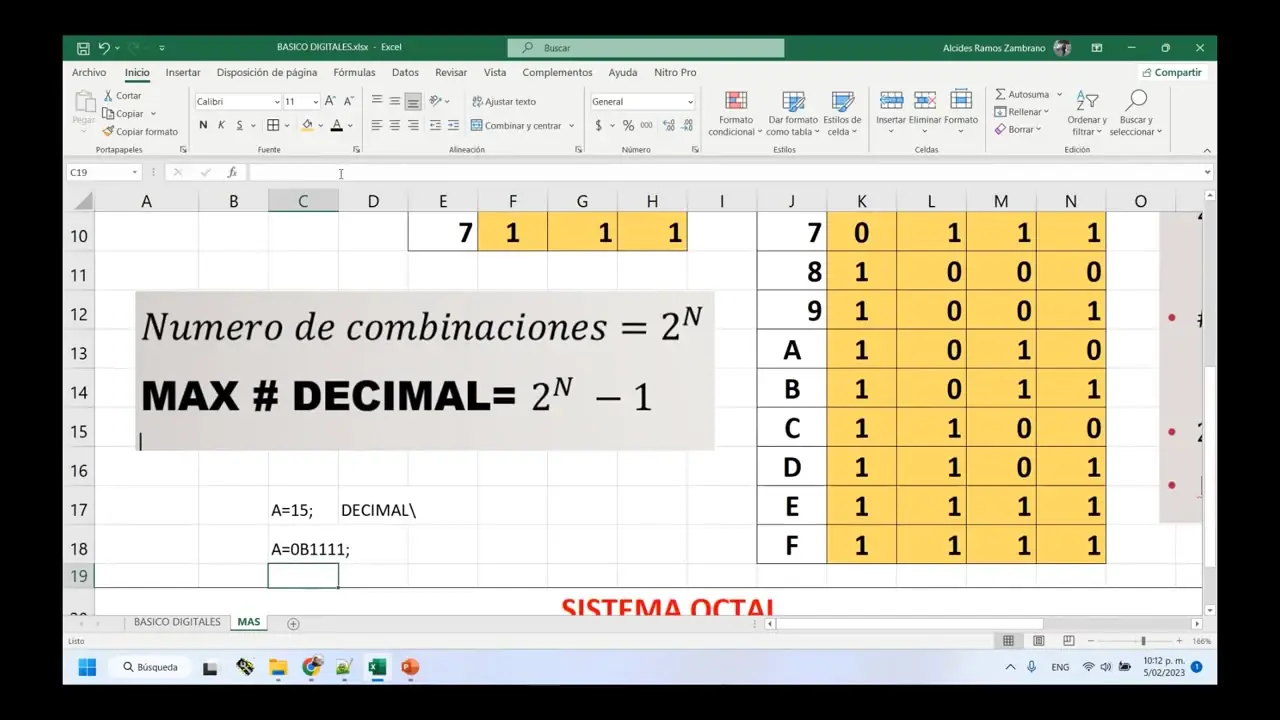 BASICO DIGITALES.xlsx - Excel
Buscar
Alcides Ramos Zambrano
Archivo Inicio Insertar Disposición de página Fórmulas Datos Revisar Vista Complementos Ayuda Nitro Pro
Compartir
Pegar
Cortar
Copiar
Copiar formato
Portapapeles
Calibri 11
N K S
Fuente
Ajustar texto
Combinar y centrar
Alineación
General
$ % 000
Número
Formato condicional
Dar formato como tabla
Estilos de celda
Estilos
Insertar Eliminar Formato
Celdas
Autosuma
Rellenar
Borrar
Ordenar y filtrar
Buscar y seleccionar
Edición
C19
fx
A B C D E F G H I J K L M N O
10 7 1 1 1 7 0 1 1 1
11 8 1 0 0 0
12 9 1 0 0 1
13 A 1 0 1 0
14 B 1 0 1 1
15 C 1 1 0 0
16 D 1 1 0 1
17 A=15; DECIMAL\ E 1 1 1 1
18 A=0B1111; F 1 1 1 1
19
Numero de combinaciones = 2^N
MAX # DECIMAL= 2^N − 1
SISTEMA OCTAL
BASICO DIGITALES MAS
Listo
166%
Búsqueda
ENG
10:12 p. m.
5/02/2023
1